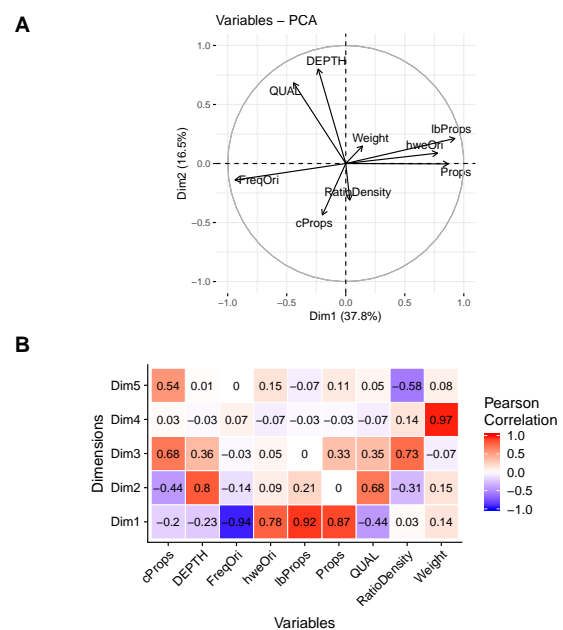 A
Variables − PCA
1.0
0.5
0.0
−0.5
−1.0
Dim2 (16.5%)
DEPTH
QUAL
Weight
lbProps
hweOri
Props
FreqOri
RatioDensity
cProps
−1.0 −0.5 0.0 0.5 1.0
Dim1 (37.8%)
B
Dimensions
Dim5 0.54 0.01 0 0.15 −0.07 0.11 0.05 −0.58 0.08
Dim4 0.03 −0.03 0.07 −0.07 −0.03 −0.03 −0.07 0.14 0.97
Dim3 0.68 0.36 −0.03 0.05 0 0.33 0.35 0.73 −0.07
Dim2 −0.44 0.8 −0.14 0.09 0.21 0 0.68 −0.31 0.15
Dim1 −0.2 −0.23 −0.94 0.78 0.92 0.87 −0.44 0.03 0.14
cProps DEPTH FreqOri hweOri lbProps Props QUAL RatioDensity Weight
Variables
Pearson
Correlation
1.0
0.5
0.0
−0.5
−1.0